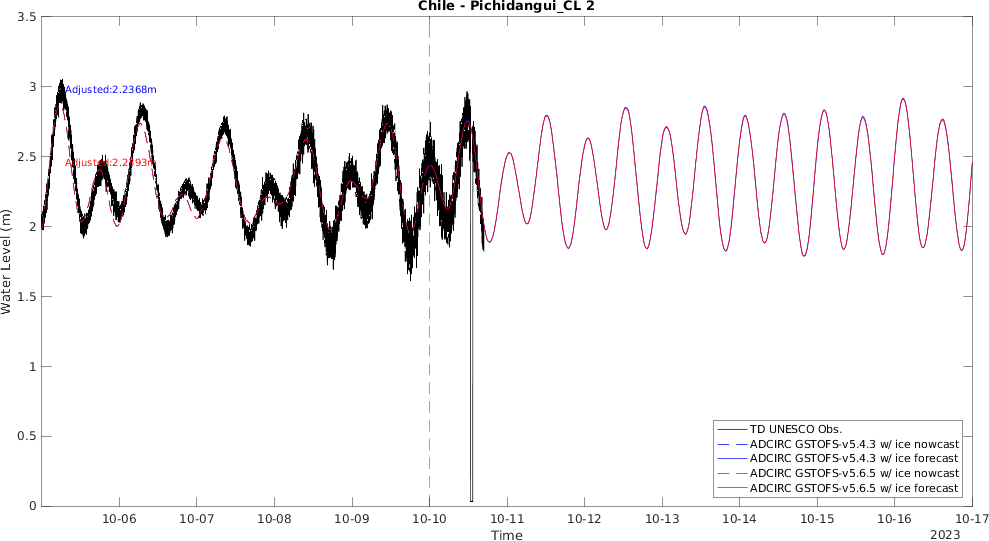 Chile - Pichidangui_CL 2
3.5
3
2.5
2
1.5
1
0.5
0
Water Level (m)
Adjusted:2.2368m
10-06
10-07
10-08
10-09
10-10
10-11
10-12
10-13
10-14
10-15
10-16
10-17
Time
2023
TD UNESCO Obs.
ADCIRC GSTOFS-v5.4.3 w/ ice nowcast
ADCIRC GSTOFS-v5.4.3 w/ ice forecast
ADCIRC GSTOFS-v5.6.5 w/ ice nowcast
ADCIRC GSTOFS-v5.6.5 w/ ice forecast